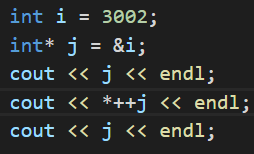 int i = 3002;
int* j = &i;
cout << j << endl;
cout << *++j << endl;
cout << j << endl;